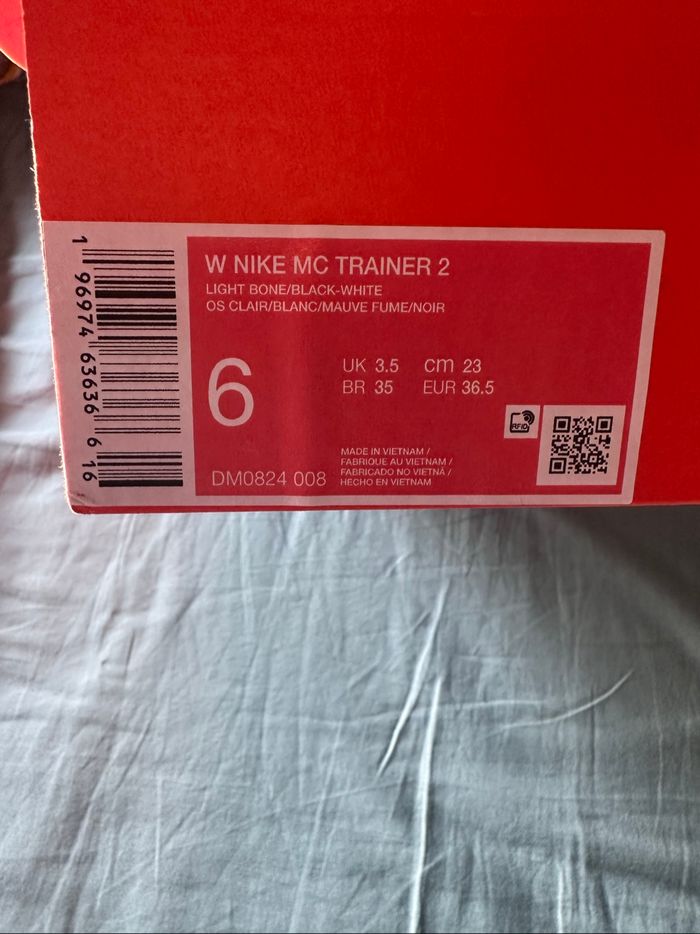 1 96974 63636 6 16
W NIKE MC TRAINER 2
LIGHT BONE/BLACK-WHITE
OS CLAIR/BLANC/MAUVE FUME/NOIR
6
UK 3.5 cm 23
BR 35 EUR 36.5
RFID
DM0824 008
MADE IN VIETNAM /
FABRIQUE AU VIETNAM /
FABRICADO NO VIETNÃ /
HECHO EN VIETNAM